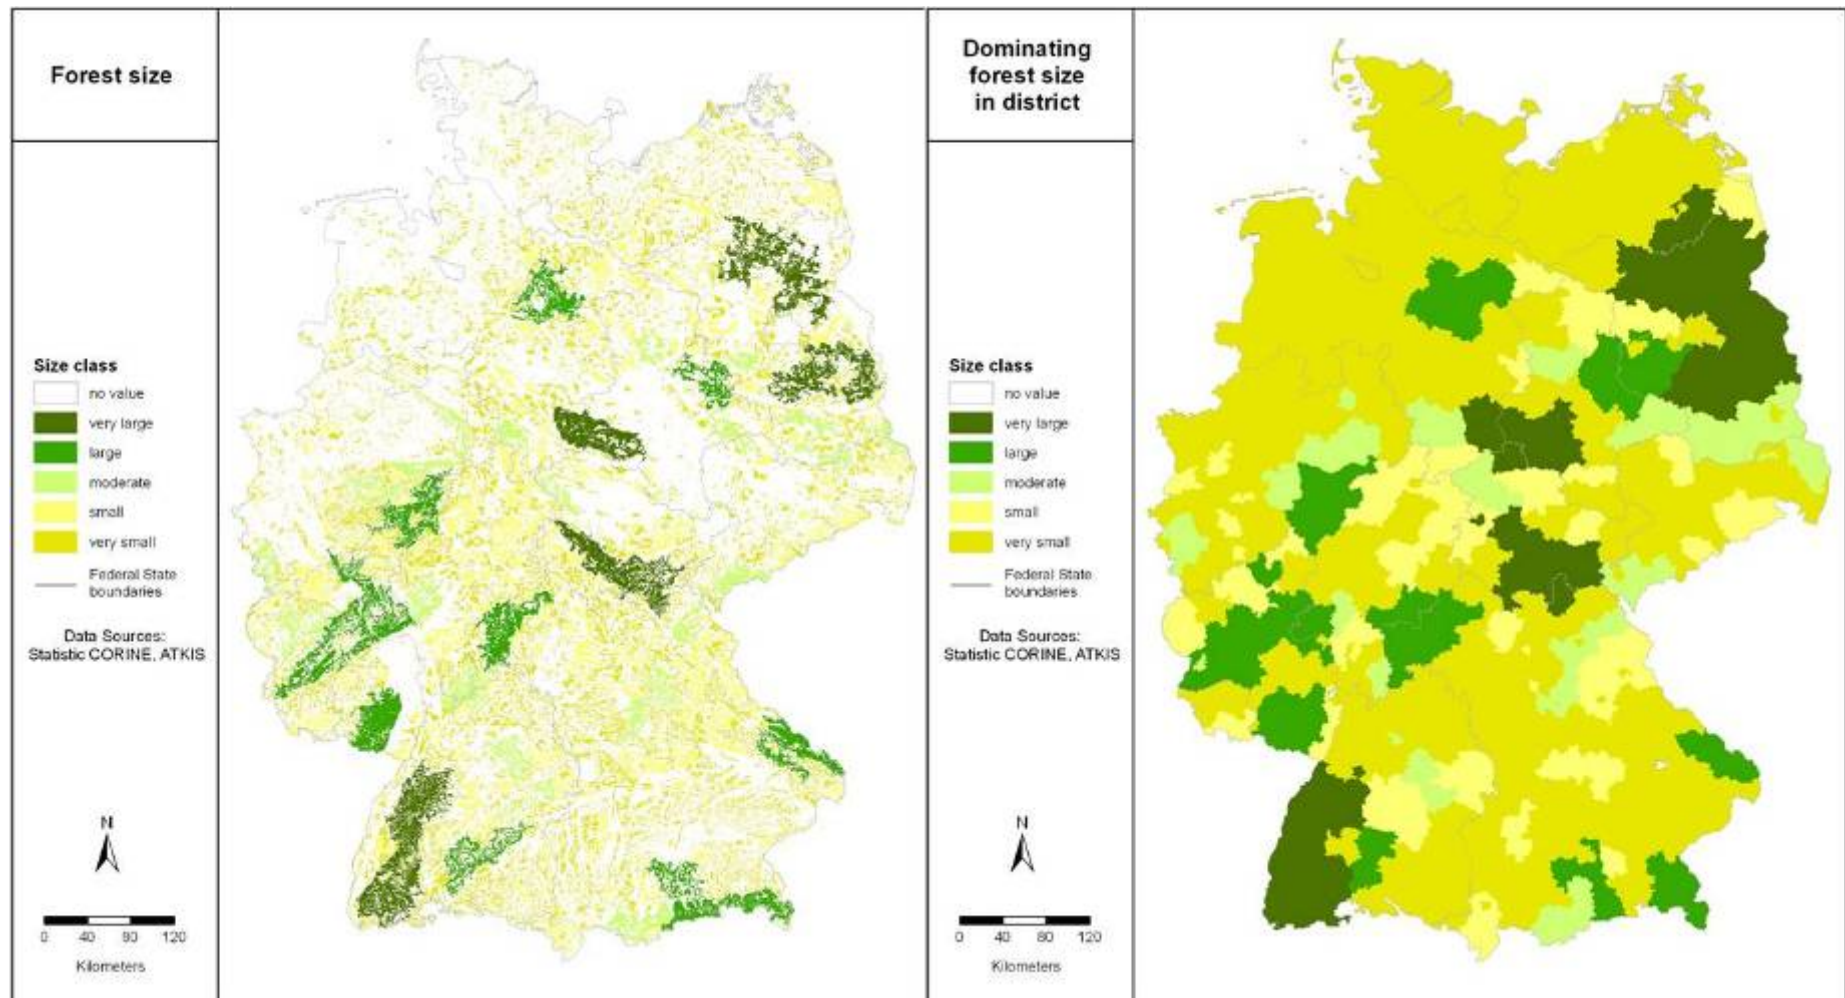 Forest size
Size class
no value
very large
large
moderate
small
very small
Federal State
boundaries
Data Sources:
Statistic CORINE, ATKIS
N
0 40 80 120
Kilometers
Dominating
forest size
in district
Size class
no value
very large
large
moderate
small
very small
Federal State
boundaries
Data Sources:
Statistic CORINE, ATKIS
N
0 40 80 120
Kilometers